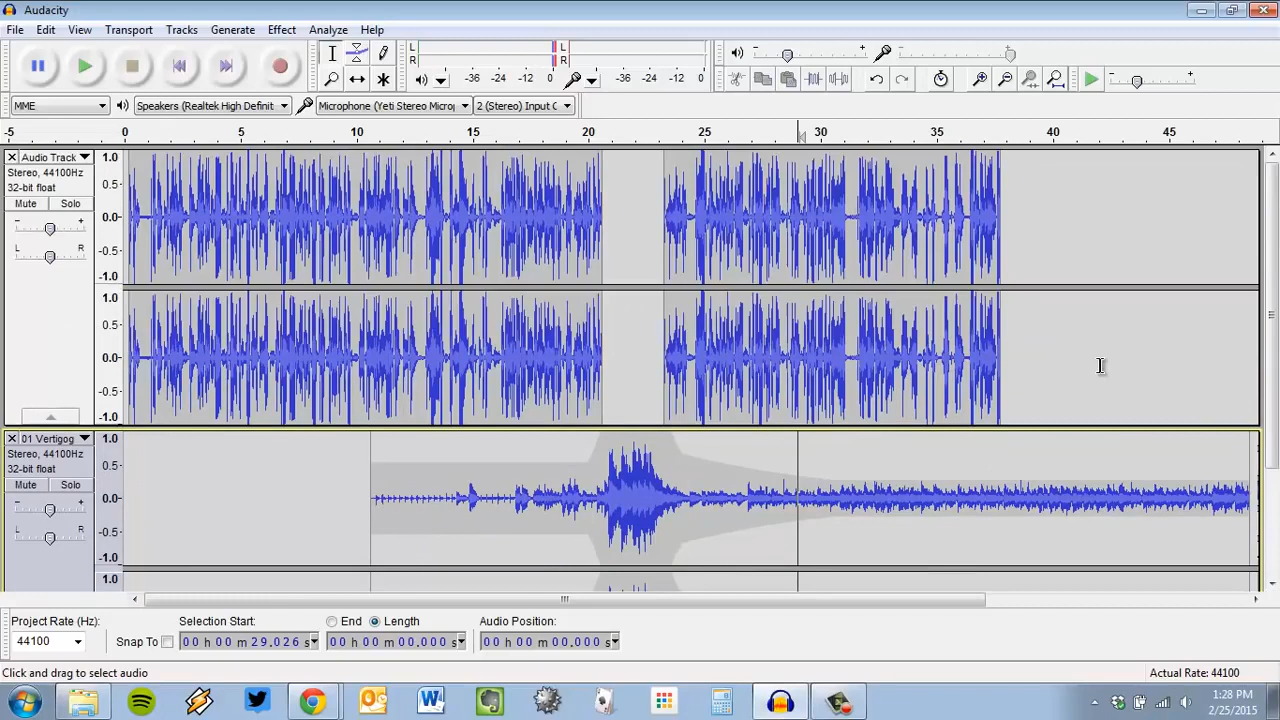 Audacity
File Edit View Transport Tracks Generate Effect Analyze Help
L R -36 -24 -12 0 L R -36 -24 -12 0
- + - +
- +
MME Speakers (Realtek High Definit Microphone (Yeti Stereo Microp 2 (Stereo) Input C
-5 0 5 10 15 20 25 30 35 40 45
Audio Track
Stereo, 44100Hz
32-bit float
Mute Solo
- +
L R
1.0
0.5
0.0
-0.5
-1.0
1.0
0.5
0.0
-0.5
-1.0
01 Vertigog
Stereo, 44100Hz
32-bit float
Mute Solo
- +
L R
1.0
0.5
0.0
-0.5
-1.0
1.0
Project Rate (Hz): Selection Start: End Length Audio Position:
44100 Snap To 00 h 00 m 29.026 s 00 h 00 m 00.000 s 00 h 00 m 00.000 s
Click and drag to select audio Actual Rate: 44100
1:28 PM
2/25/2015